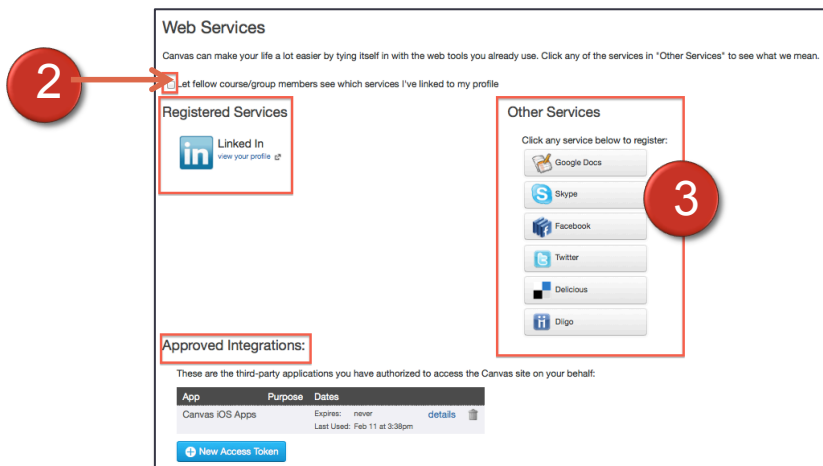 Web Services
Canvas can make your life a lot easier by tying itself in with the web tools you already use. Click any of the services in "Other Services" to see what we mean.
2
Let fellow course/group members see which services I've linked to my profile
Registered Services
Linked In
view your profile
Other Services
Click any service below to register:
Google Docs
Skype
3
Facebook
Twitter
Delicious
Diigo
Approved Integrations:
These are the third-party applications you have authorized to access the Canvas site on your behalf:
App Purpose Dates
Canvas iOS Apps Expires: never details
Last Used: Feb 11 at 3:38pm
New Access Token